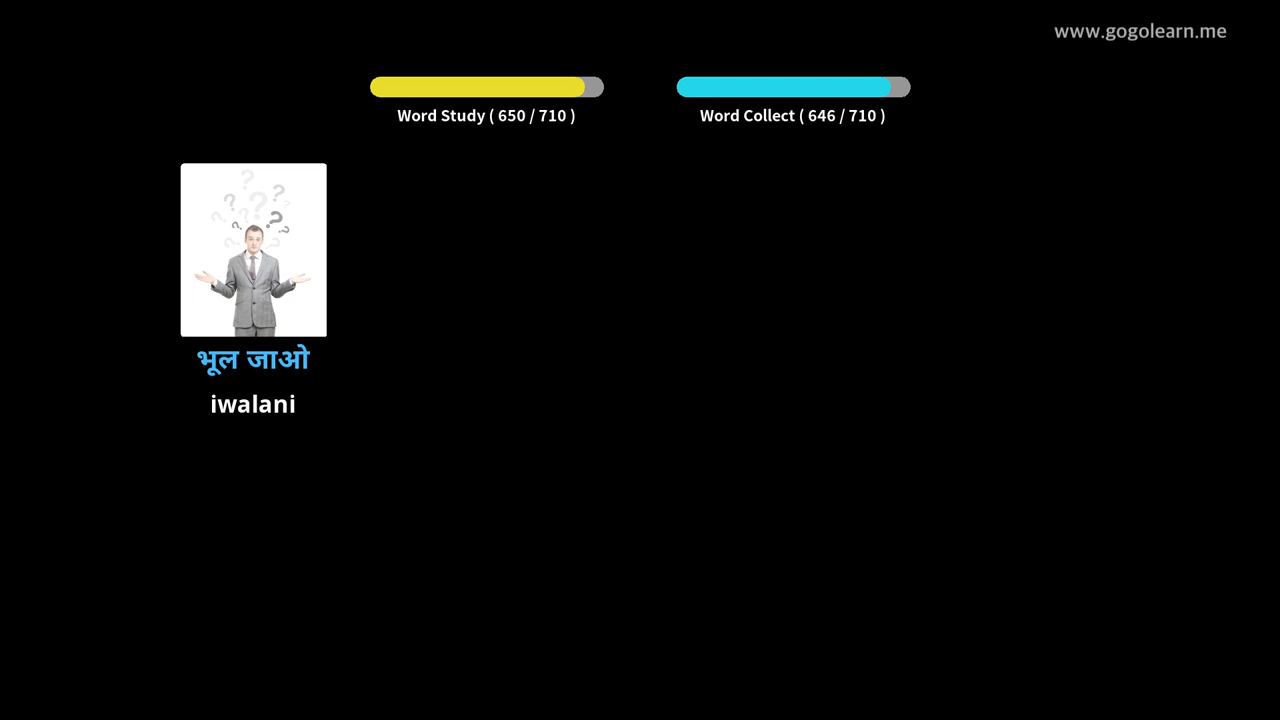 www.gogolearn.me
Word Study ( 650 / 710 )
Word Collect ( 646 / 710 )
भूल जाओ
iwalani